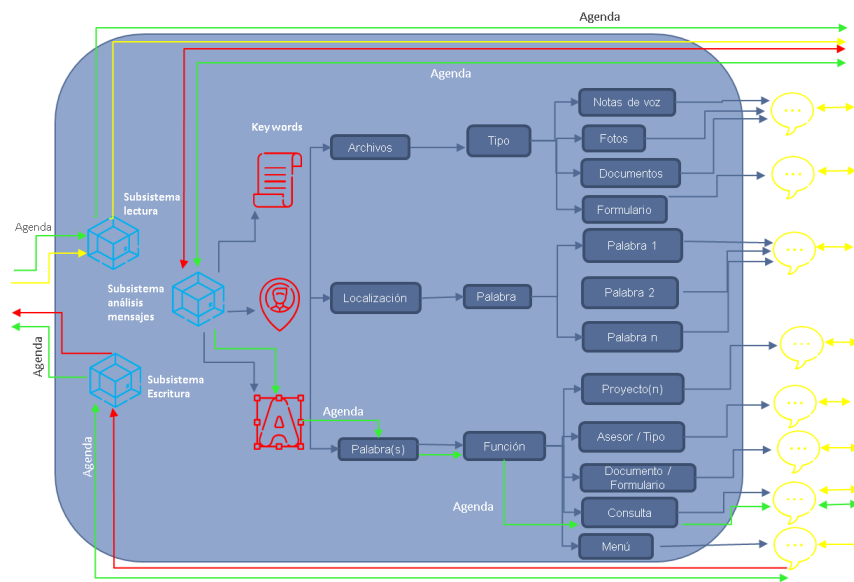 Agenda
Agenda
Key words
Notas de voz
Archivos
Tipo
Fotos
Documentos
Formulario
Subsistema
lectura
Agenda
Palabra 1
Subsistema
análisis
mensajes
Localización
Palabra
Palabra 2
Palabra n
Agenda
Subsistema
Escritura
Proyecto(n)
Agenda
Palabra(s)
Función
Asesor / Tipo
Agenda
Documento /
Formulario
Agenda
Consulta
Menú